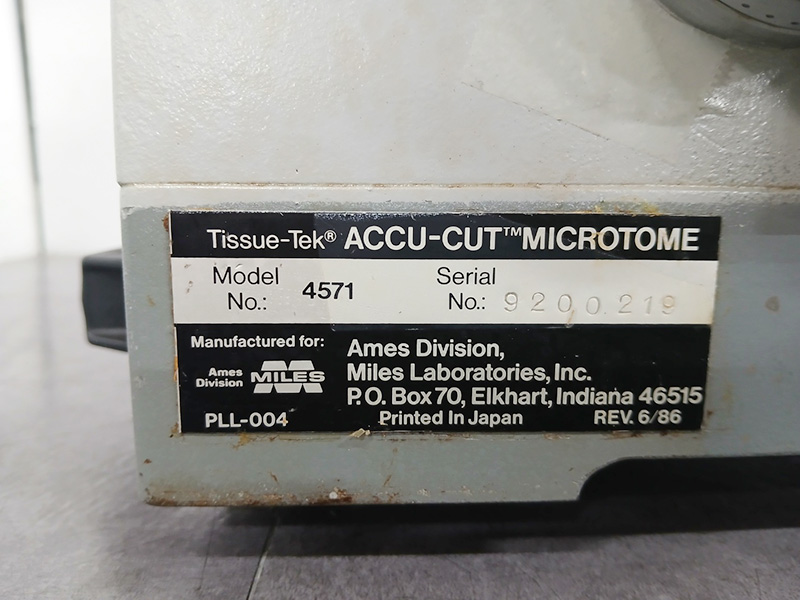 Tissue-Tek® ACCU-CUT™ MICROTOME
Model No.: 4571
Serial No.: 9200219
Manufactured for:
Ames Division
MILES
Ames Division,
Miles Laboratories, Inc.
P.O. Box 70, Elkhart, Indiana 46515
PLL-004 Printed In Japan REV. 6/86